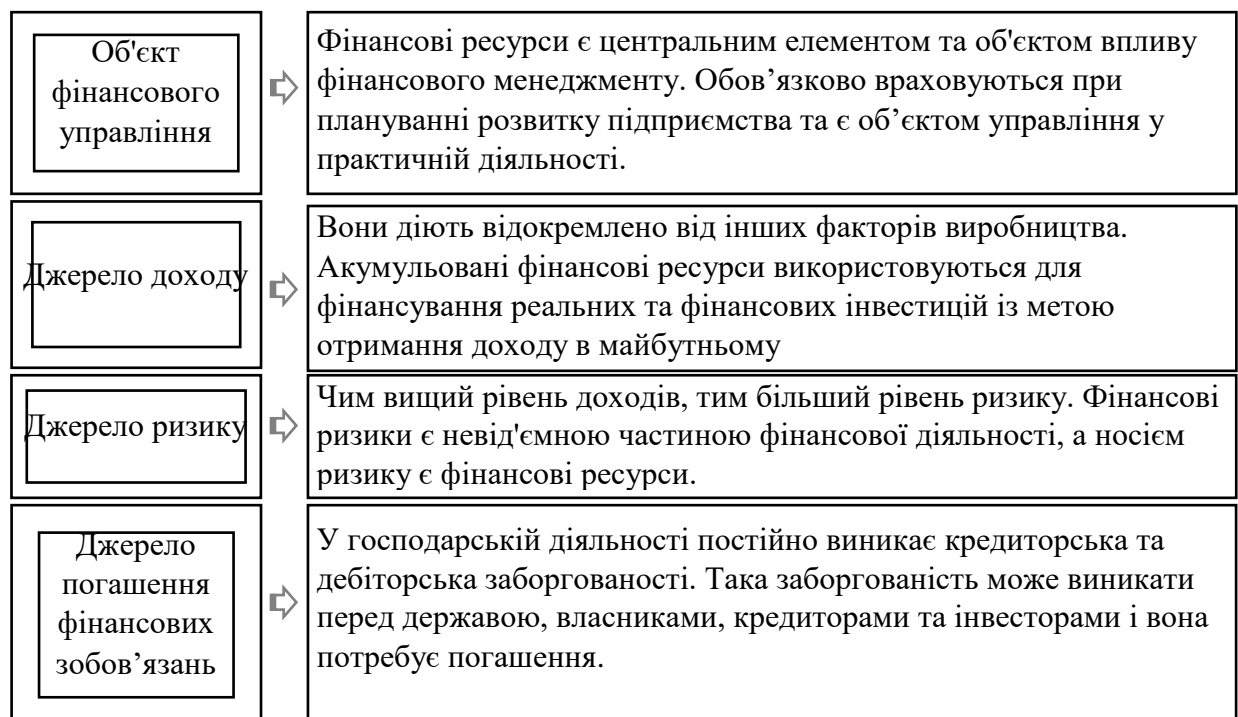 Об'єкт
фінансового
управління
Фінансові ресурси є центральним елементом та об'єктом впливу
фінансового менеджменту. Обов’язково враховуються при
плануванні розвитку підприємства та є об’єктом управління у
практичній діяльності.
Джерело доходу
Вони діють відокремлено від інших факторів виробництва.
Акумульовані фінансові ресурси використовуються для
фінансування реальних та фінансових інвестицій із метою
отримання доходу в майбутньому
Джерело ризику
Чим вищий рівень доходів, тим більший рівень ризику. Фінансові
ризики є невід'ємною частиною фінансової діяльності, а носієм
ризику є фінансові ресурси.
Джерело
погашення
фінансових
зобов’язань
У господарській діяльності постійно виникає кредиторська та
дебіторська заборгованості. Така заборгованість може виникати
перед державою, власниками, кредиторами та інвесторами і вона
потребує погашення.